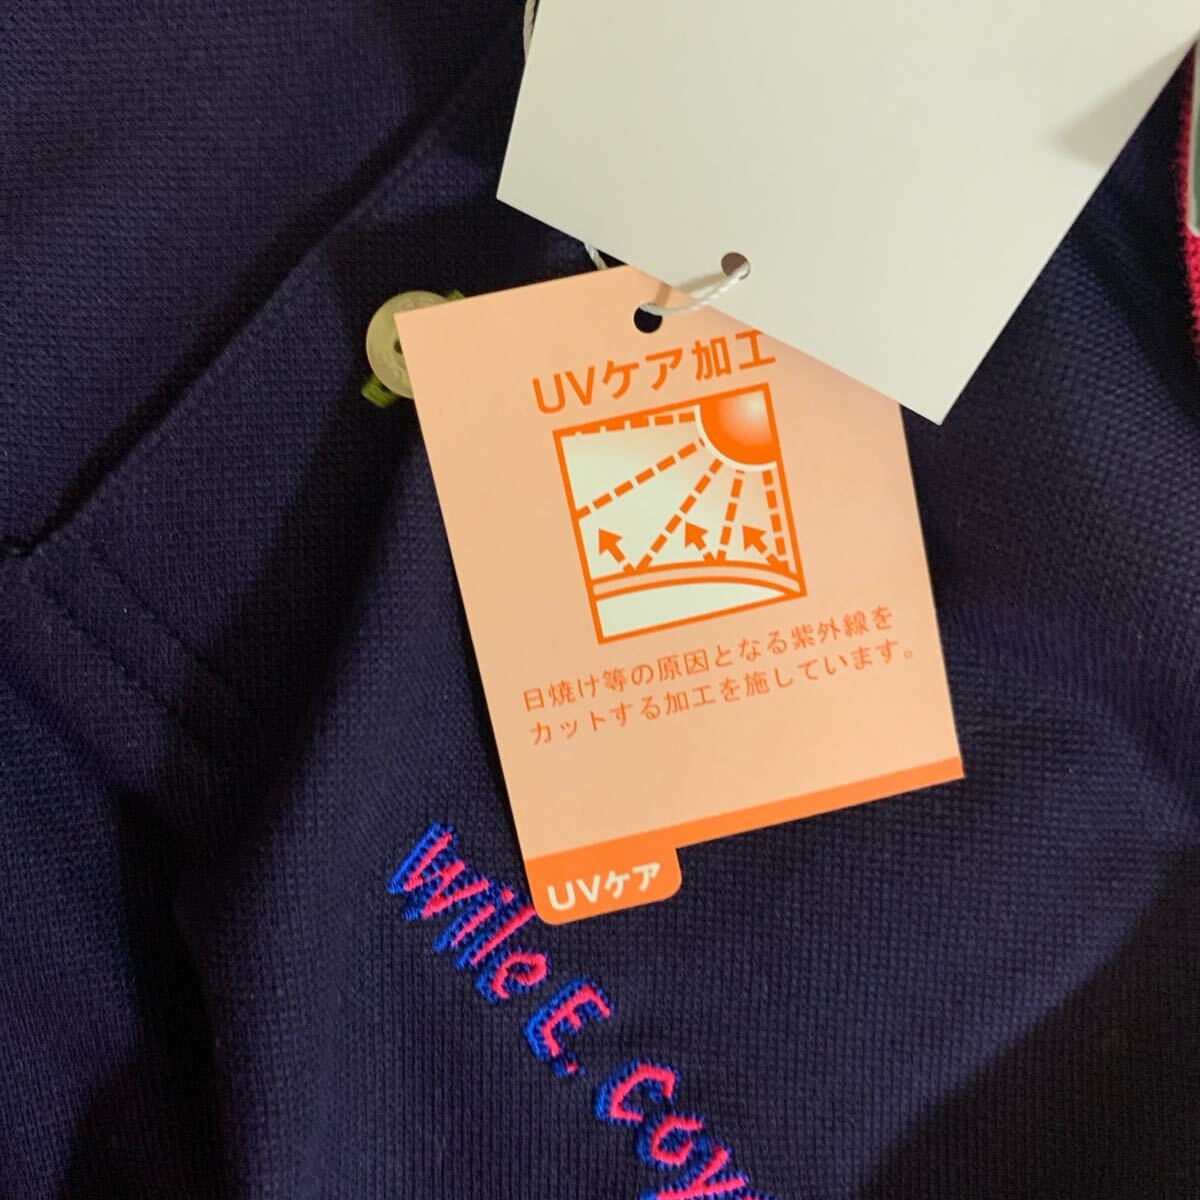 UVケア加工
日焼け等の原因となる紫外線を
カットする加工を施しています。
UVケア
Wile E. Coy